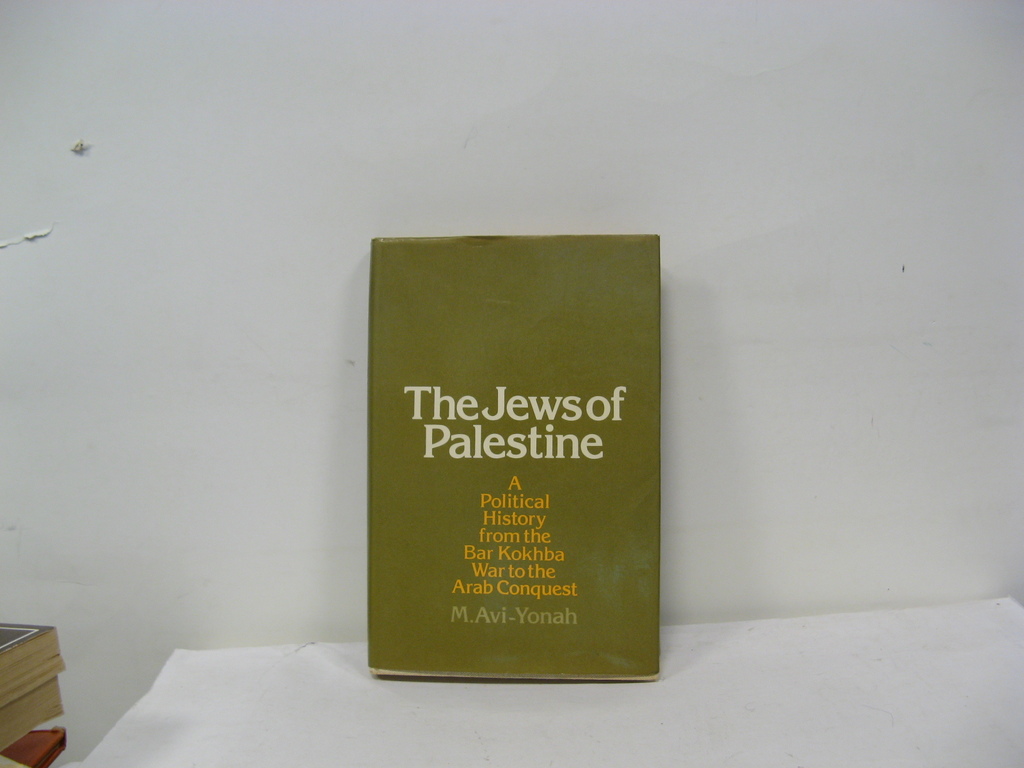 The Jews of
Palestine
A
Political
History
from the
Bar Kokhba
War to the
Arab Conquest
M. Avi-Yonah